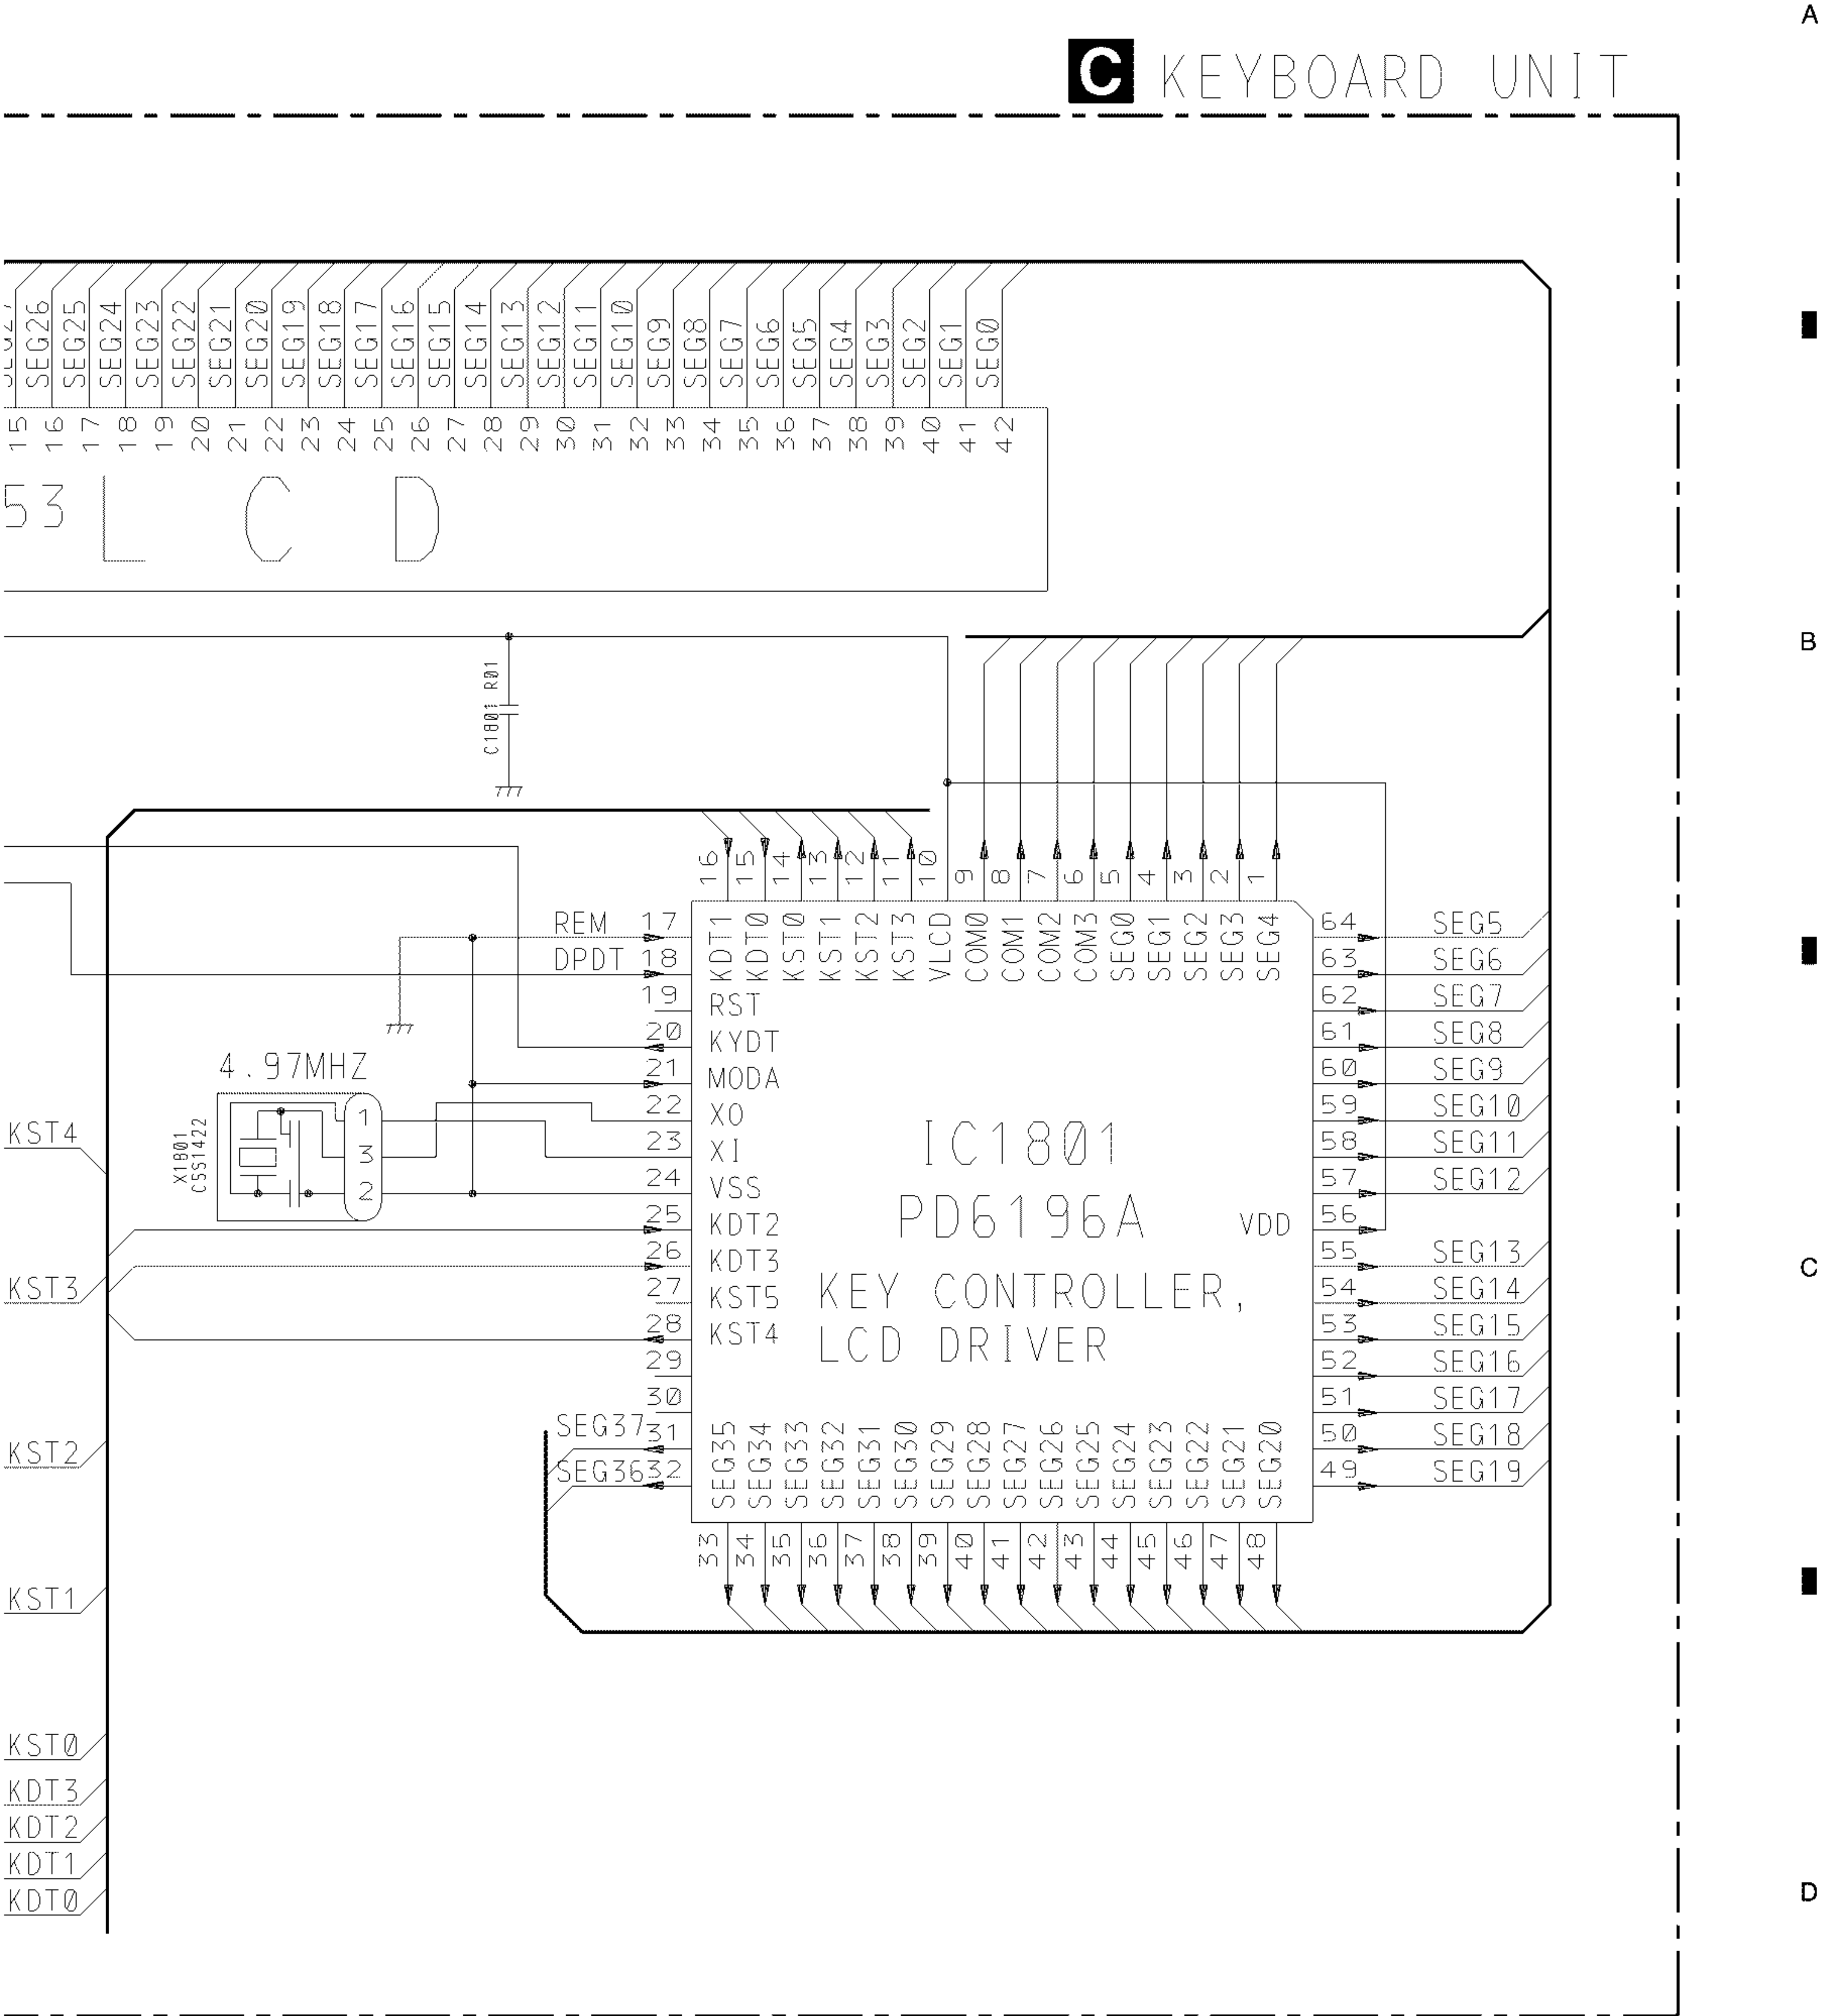 A
C KEYBOARD UNIT
SEG26 SEG25 SEG24 SEG23 SEG22 SEG21 SEG20 SEG19 SEG18 SEG17 SEG16 SEG15 SEG14 SEG13 SEG12 SEG11 SEG10 SEG9 SEG8 SEG7 SEG6 SEG5 SEG4 SEG3 SEG2 SEG1 SEG0
15 16 17 18 19 20 21 22 23 24 25 26 27 28 29 30 31 32 33 34 35 36 37 38 39 40 41 42
53 L C D
B
C1801 R01
16 15 14 13 12 11 10 9 8 7 6 5 4 3 2 1
KDT1 KDT0 KST0 KST1 KST2 KST3 VLCD COM0 COM1 COM2 COM3 SEG0 SEG1 SEG2 SEG3 SEG4
REM 17
DPDT 18
19 RST
20 KYDT
21 MODA
22 XO
23 XI
24 VSS
25 KDT2
26 KDT3
27 KST5
28 KST4
29
30
SEG37 31
SEG36 32
4.97MHZ
X1801
CSS1422
1
3
2
IC1801
PD6196A
KEY CONTROLLER,
LCD DRIVER
64 SEG5
63 SEG6
62 SEG7
61 SEG8
60 SEG9
59 SEG10
58 SEG11
57 SEG12
VDD 56
55 SEG13
54 SEG14
53 SEG15
52 SEG16
51 SEG17
50 SEG18
49 SEG19
C
SEG35 SEG34 SEG33 SEG32 SEG31 SEG30 SEG29 SEG28 SEG27 SEG26 SEG25 SEG24 SEG23 SEG22 SEG21 SEG20
33 34 35 36 37 38 39 40 41 42 43 44 45 46 47 48
KST4
KST3
KST2
KST1
KST0
KDT3
KDT2
KDT1
KDT0
D